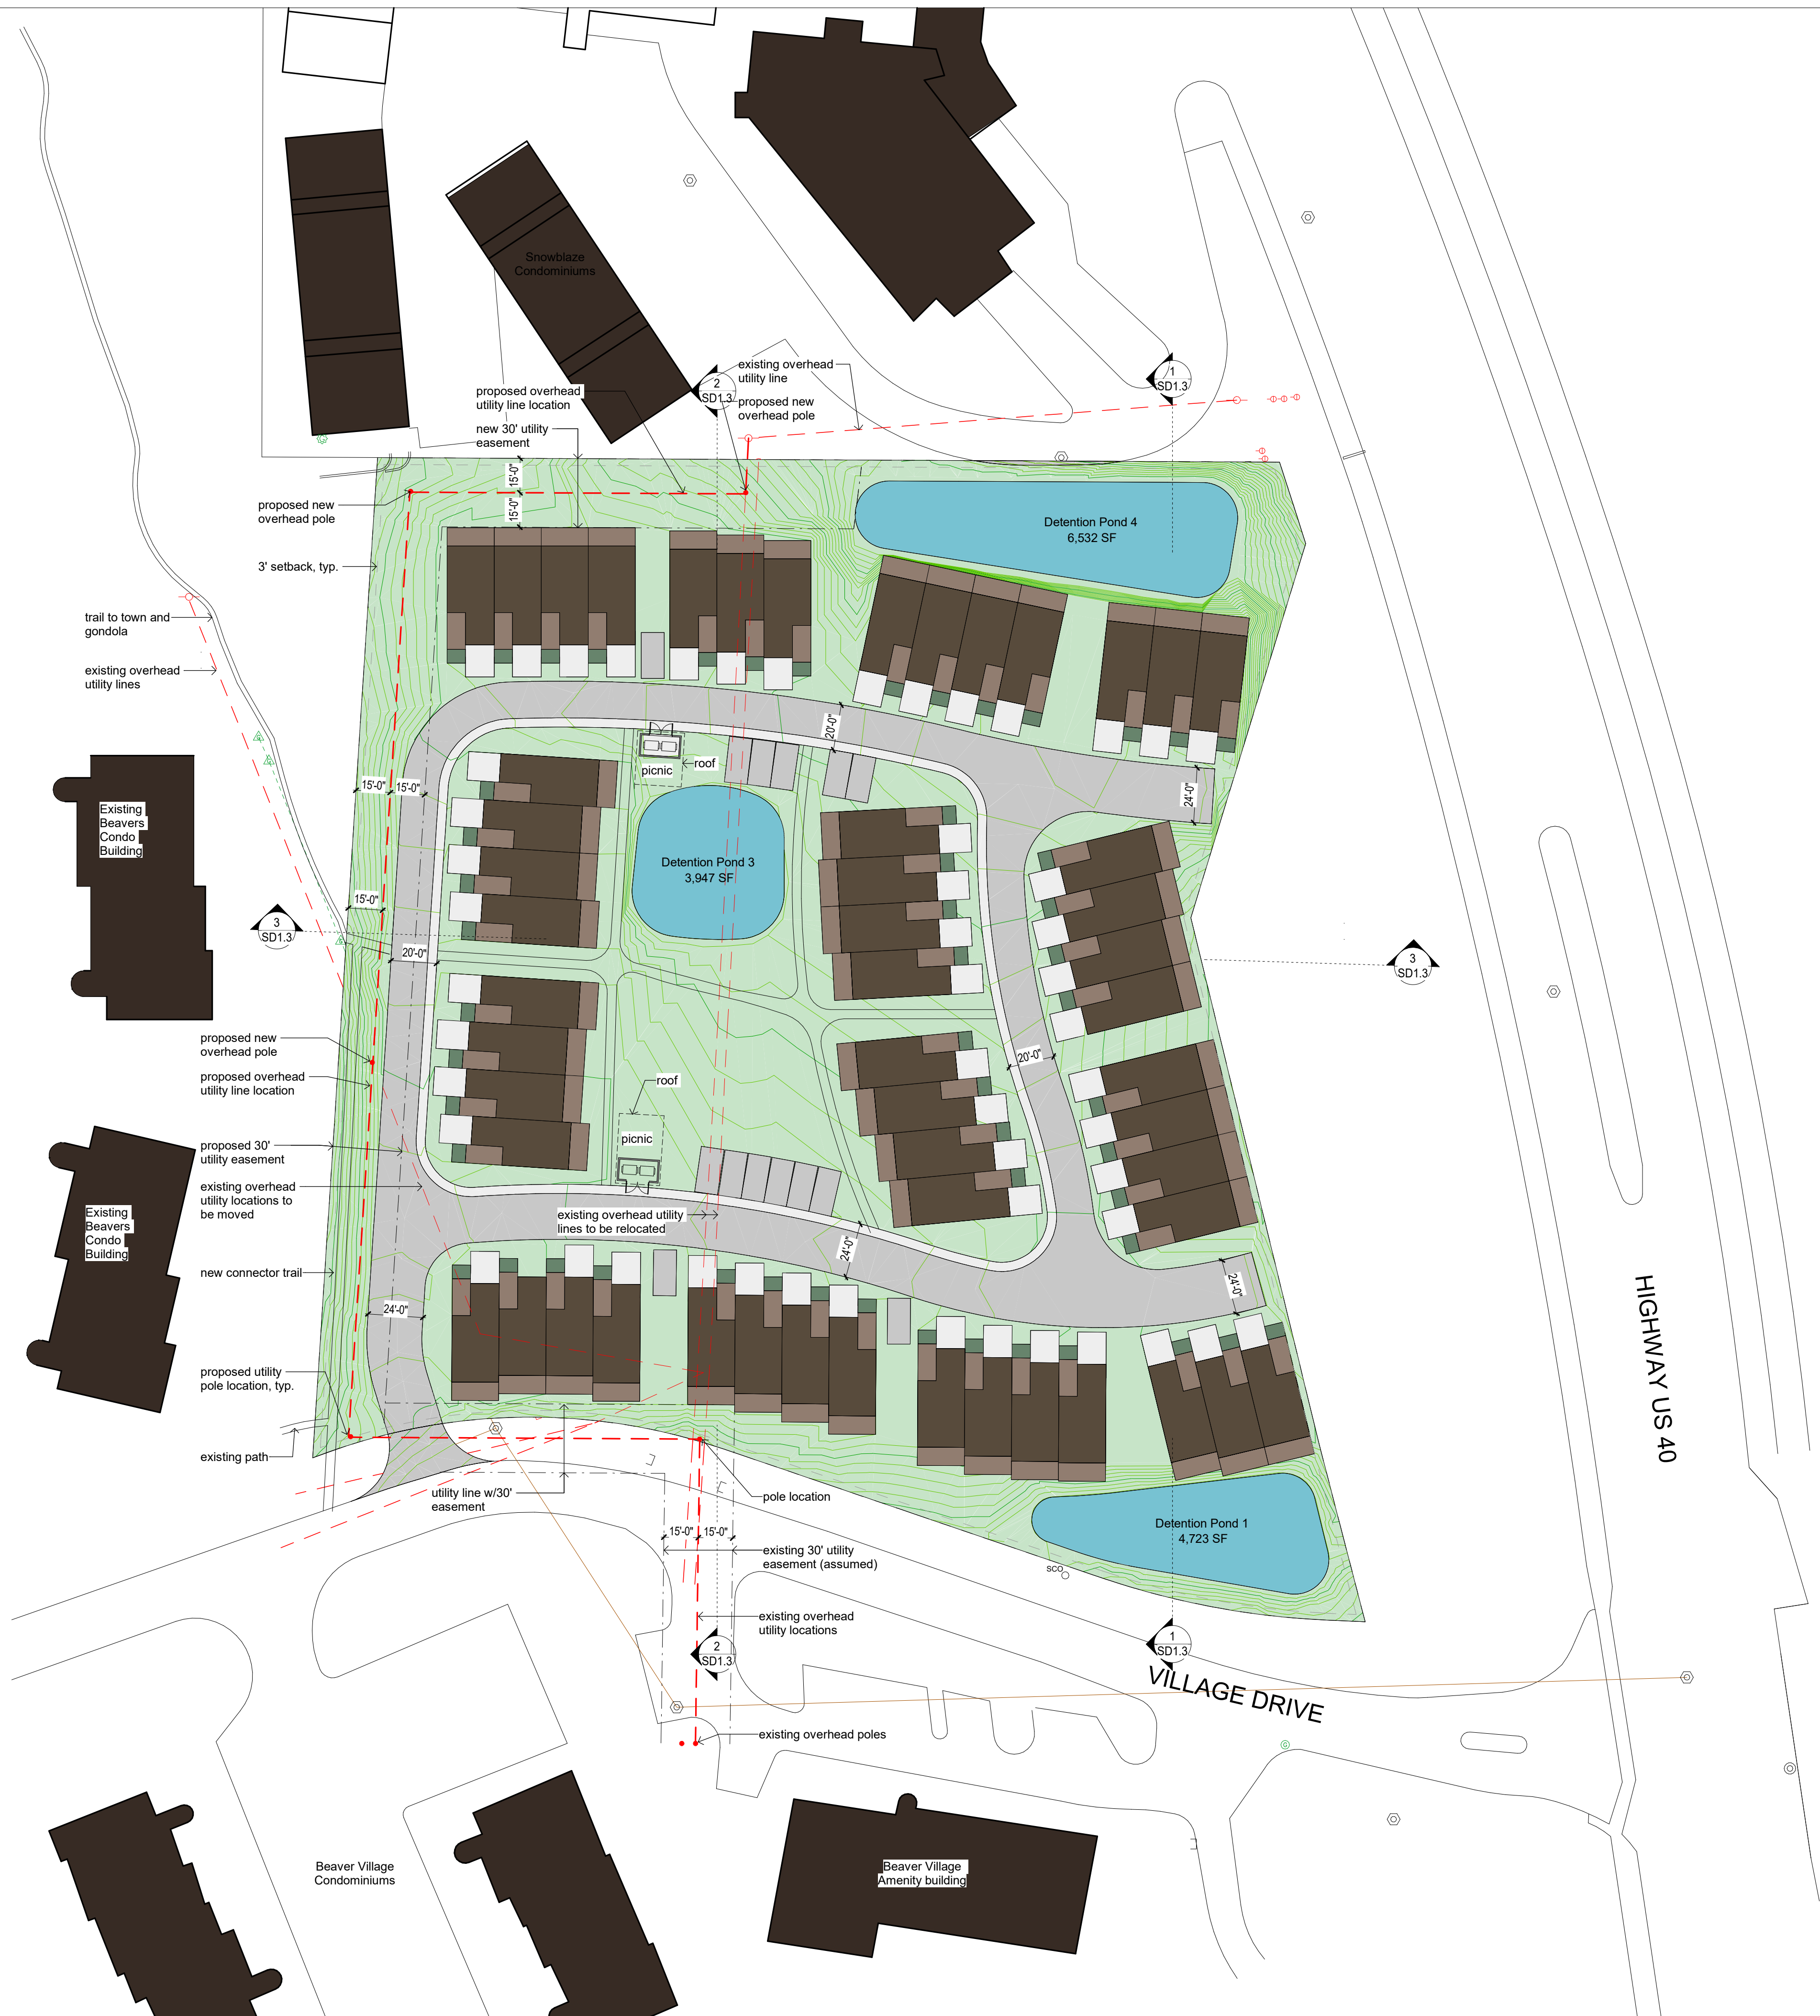 Snowblaze
Condominiums
existing overhead
utility line
1
SD1.3
2
SD1.3
proposed overhead
utility line location
proposed new
overhead pole
new 30' utility
easement
15'-0"
15'-0"
proposed new
overhead pole
Detention Pond 4
6,532 SF
3' setback, typ.
trail to town and
gondola
existing overhead
utility lines
20'-0"
roof
picnic
15'-0"
15'-0"
24'-0"
Existing
Beavers
Condo
Building
Detention Pond 3
3,947 SF
15'-0"
3
SD1.3
20'-0"
3
SD1.3
proposed new
overhead pole
20'-0"
proposed overhead
utility line location
roof
picnic
proposed 30'
utility easement
existing overhead
utility locations to
be moved
Existing
Beavers
Condo
Building
existing overhead utility
lines to be relocated
24'-0"
new connector trail
24'-0"
24'-0"
HIGHWAY US 40
proposed utility
pole location, typ.
existing path
utility line w/30'
easement
pole location
Detention Pond 1
4,723 SF
15'-0"
15'-0"
existing 30' utility
easement (assumed)
SCO
existing overhead
utility locations
2
SD1.3
1
SD1.3
VILLAGE DRIVE
existing overhead poles
G
Beaver Village
Condominiums
Beaver Village
Amenity building